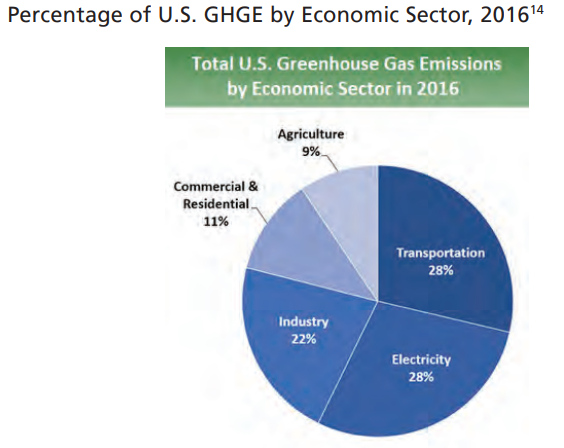 Percentage of U.S. GHGE by Economic Sector, 2016¹⁴
Total U.S. Greenhouse Gas Emissions
by Economic Sector in 2016
Agriculture
9%
Commercial &
Residential
11%
Transportation
28%
Industry
22%
Electricity
28%